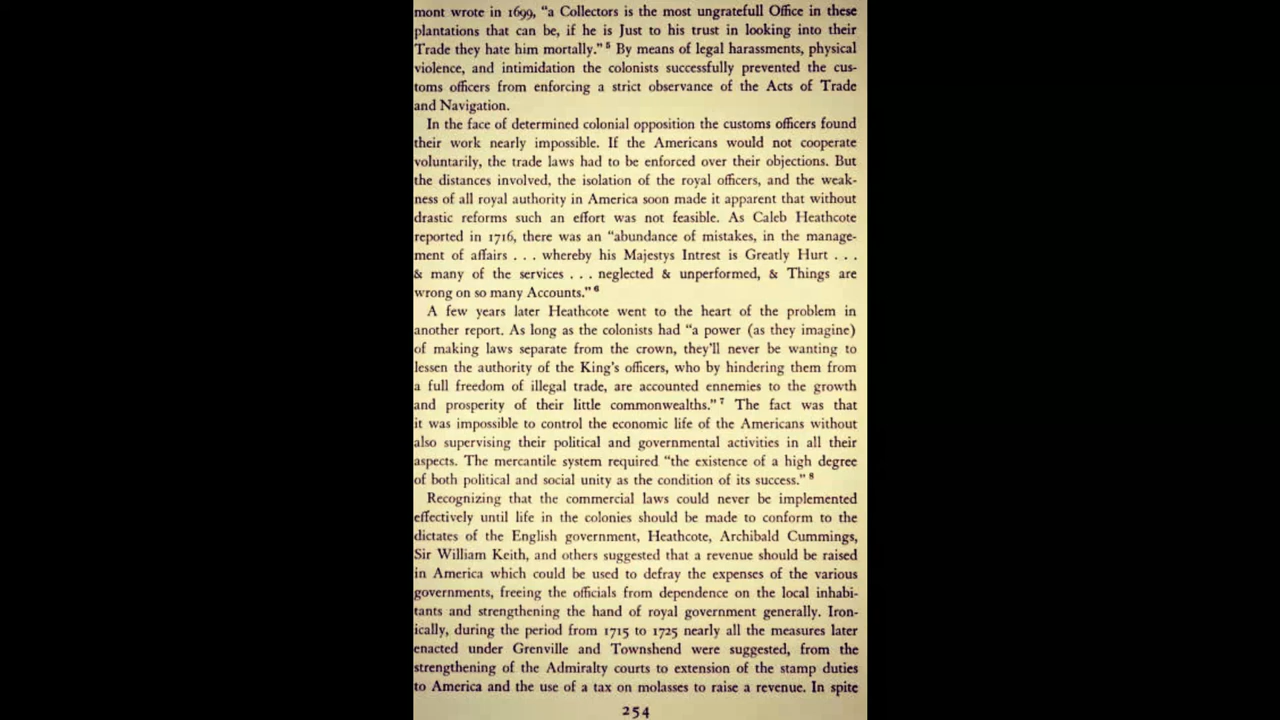 mont wrote in 1699, “a Collectors is the most ungratefull Office in these
plantations that can be, if he is Just to his trust in looking into their
Trade they hate him mortally.” 5 By means of legal harassments, physical
violence, and intimidation the colonists successfully prevented the cus-
toms officers from enforcing a strict observance of the Acts of Trade
and Navigation.
In the face of determined colonial opposition the customs officers found
their work nearly impossible. If the Americans would not cooperate
voluntarily, the trade laws had to be enforced over their objections. But
the distances involved, the isolation of the royal officers, and the weak-
ness of all royal authority in America soon made it apparent that without
drastic reforms such an effort was not feasible. As Caleb Heathcote
reported in 1716, there was an “abundance of mistakes, in the manage-
ment of affairs . . . whereby his Majestys Intrest is Greatly Hurt . . .
& many of the services . . . neglected & unperformed, & Things are
wrong on so many Accounts.” 6
A few years later Heathcote went to the heart of the problem in
another report. As long as the colonists had “a power (as they imagine)
of making laws separate from the crown, they’ll never be wanting to
lessen the authority of the King’s officers, who by hindering them from
a full freedom of illegal trade, are accounted ennemies to the growth
and prosperity of their little commonwealths.” 7 The fact was that
it was impossible to control the economic life of the Americans without
also supervising their political and governmental activities in all their
aspects. The mercantile system required “the existence of a high degree
of both political and social unity as the condition of its success.” 8
Recognizing that the commercial laws could never be implemented
effectively until life in the colonies should be made to conform to the
dictates of the English government, Heathcote, Archibald Cummings,
Sir William Keith, and others suggested that a revenue should be raised
in America which could be used to defray the expenses of the various
governments, freeing the officials from dependence on the local inhabi-
tants and strengthening the hand of royal government generally. Iron-
ically, during the period from 1715 to 1725 nearly all the measures later
enacted under Grenville and Townshend were suggested, from the
strengthening of the Admiralty courts to extension of the stamp duties
to America and the use of a tax on molasses to raise a revenue. In spite
254